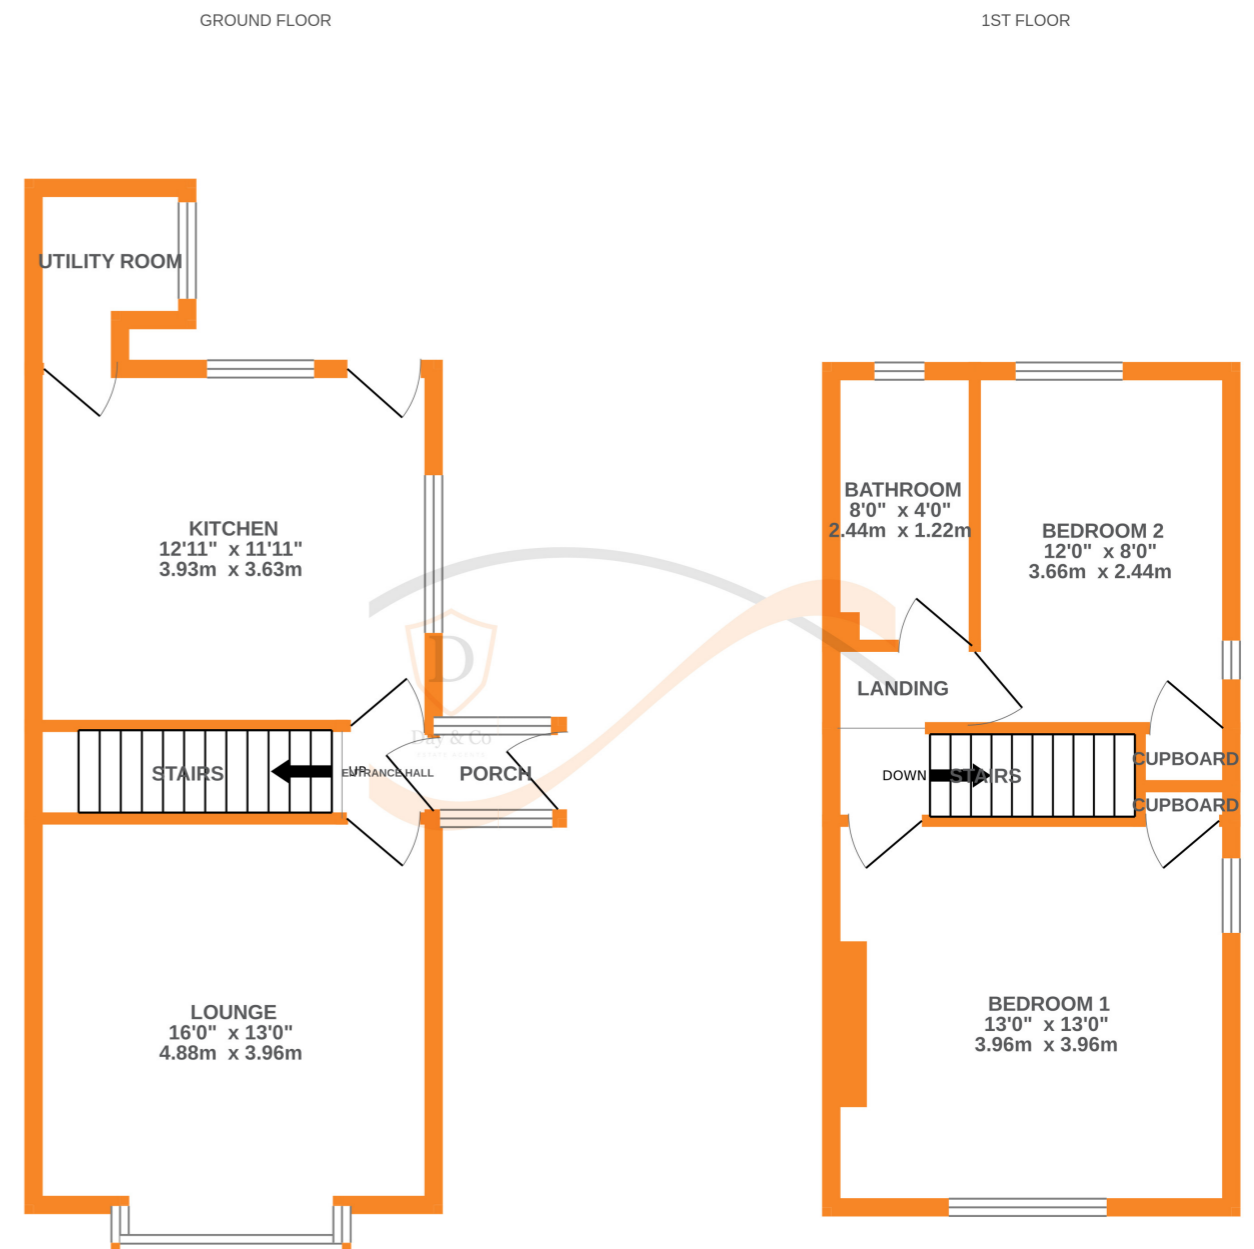 GROUND FLOOR
1ST FLOOR
UTILITY ROOM
KITCHEN
12'11" x 11'11"
3.93m x 3.63m
STAIRS
UP
ENTRANCE HALL
PORCH
LOUNGE
16'0" x 13'0"
4.88m x 3.96m
D
Day & Co
BATHROOM
8'0" x 4'0"
2.44m x 1.22m
BEDROOM 2
12'0" x 8'0"
3.66m x 2.44m
LANDING
DOWN
STAIRS
CUPBOARD
CUPBOARD
BEDROOM 1
13'0" x 13'0"
3.96m x 3.96m